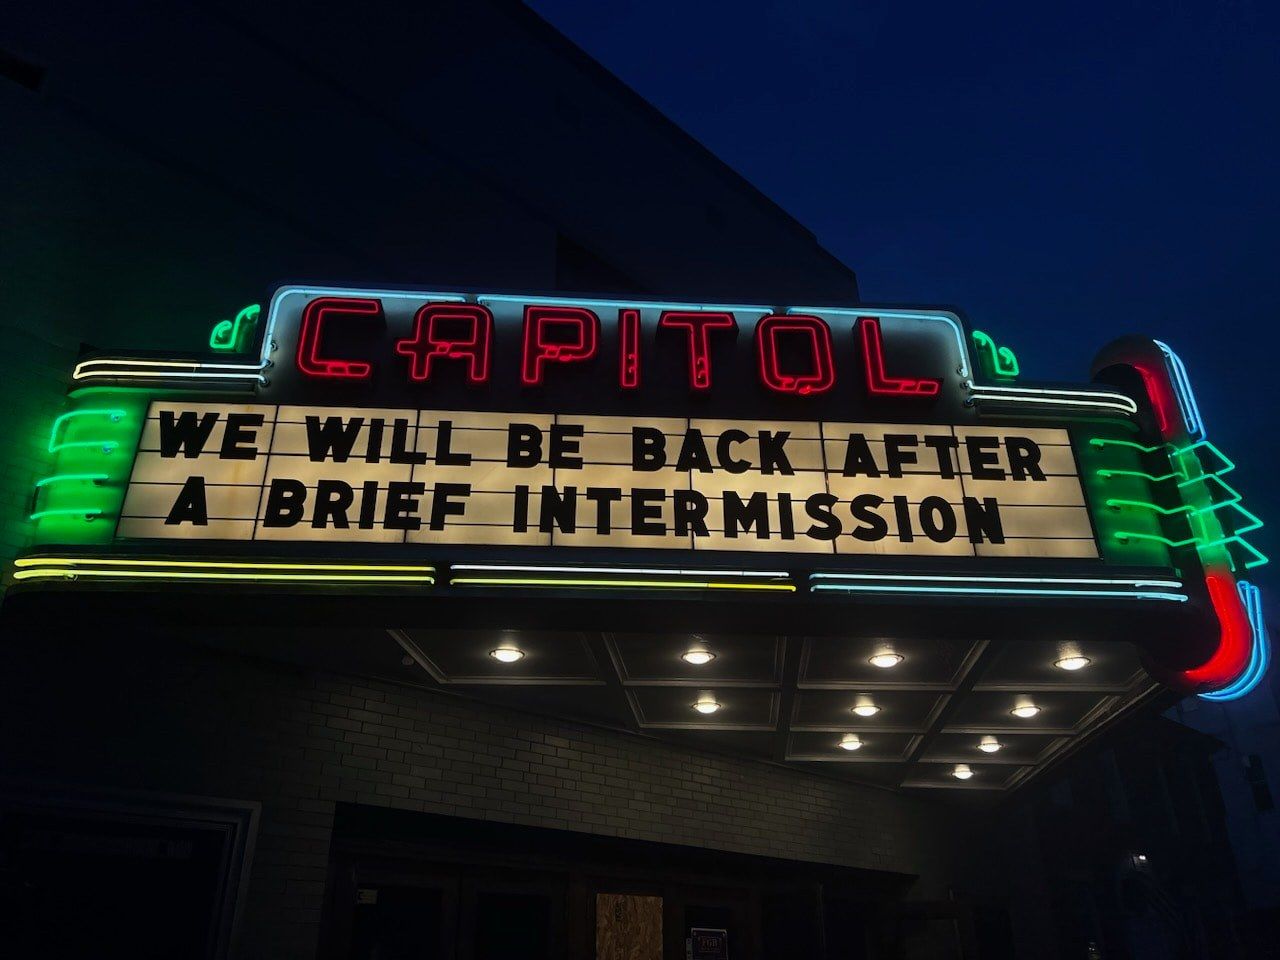 CAPITOL
WE WILL BE BACK AFTER
A BRIEF INTERMISSION